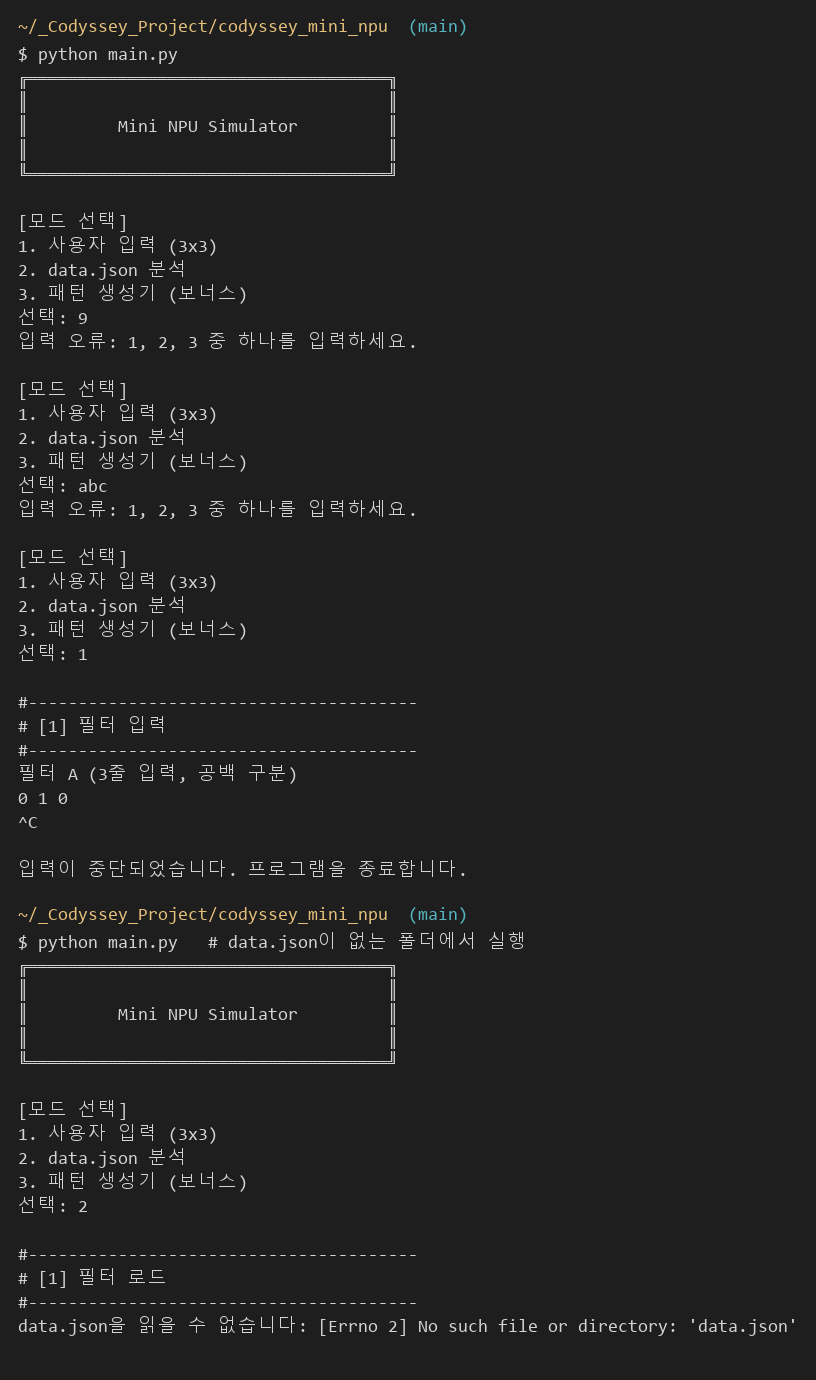 ~/_Codyssey_Project/codyssey_mini_npu (main)
$ python main.py
╔════════════════════════════════════╗
║                                    ║
║         Mini NPU Simulator         ║
║                                    ║
╚════════════════════════════════════╝
[모드 선택]
1. 사용자 입력 (3x3)
2. data.json 분석
3. 패턴 생성기 (보너스)
선택: 9
입력 오류: 1, 2, 3 중 하나를 입력하세요.
[모드 선택]
1. 사용자 입력 (3x3)
2. data.json 분석
3. 패턴 생성기 (보너스)
선택: abc
입력 오류: 1, 2, 3 중 하나를 입력하세요.
[모드 선택]
1. 사용자 입력 (3x3)
2. data.json 분석
3. 패턴 생성기 (보너스)
선택: 1
#---------------------------------------
# [1] 필터 입력
#---------------------------------------
필터 A (3줄 입력, 공백 구분)
0 1 0
^C
입력이 중단되었습니다. 프로그램을 종료합니다.
~/_Codyssey_Project/codyssey_mini_npu (main)
$ python main.py   # data.json이 없는 폴더에서 실행
╔════════════════════════════════════╗
║                                    ║
║         Mini NPU Simulator         ║
║                                    ║
╚════════════════════════════════════╝
[모드 선택]
1. 사용자 입력 (3x3)
2. data.json 분석
3. 패턴 생성기 (보너스)
선택: 2
#---------------------------------------
# [1] 필터 로드
#---------------------------------------
data.json을 읽을 수 없습니다: [Errno 2] No such file or directory: 'data.json'